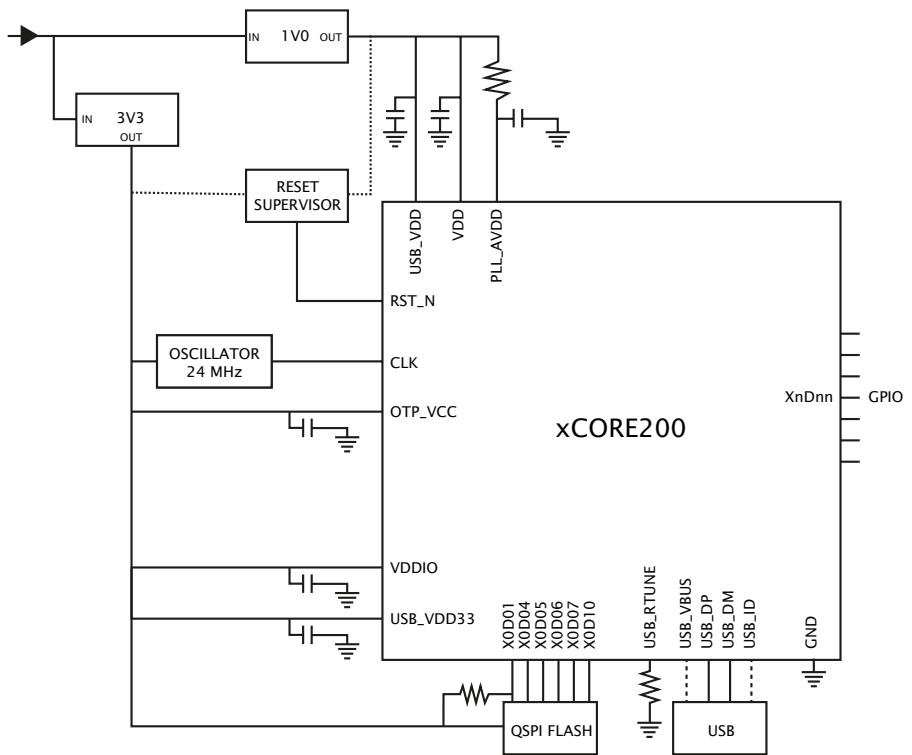 IN 1V0 OUT
IN 3V3
OUT
RESET
SUPERVISOR
USB_VDD
VDD
PLL_AVDD
RST_N
OSCILLATOR
24 MHz
CLK
OTP_VCC
XnDnn
GPIO
xCORE200
VDDIO
USB_VDD33
X0D01
X0D04
X0D05
X0D06
X0D07
X0D10
USB_RTUNE
USB_VBUS
USB_DP
USB_DM
USB_ID
GND
QSPI FLASH
USB